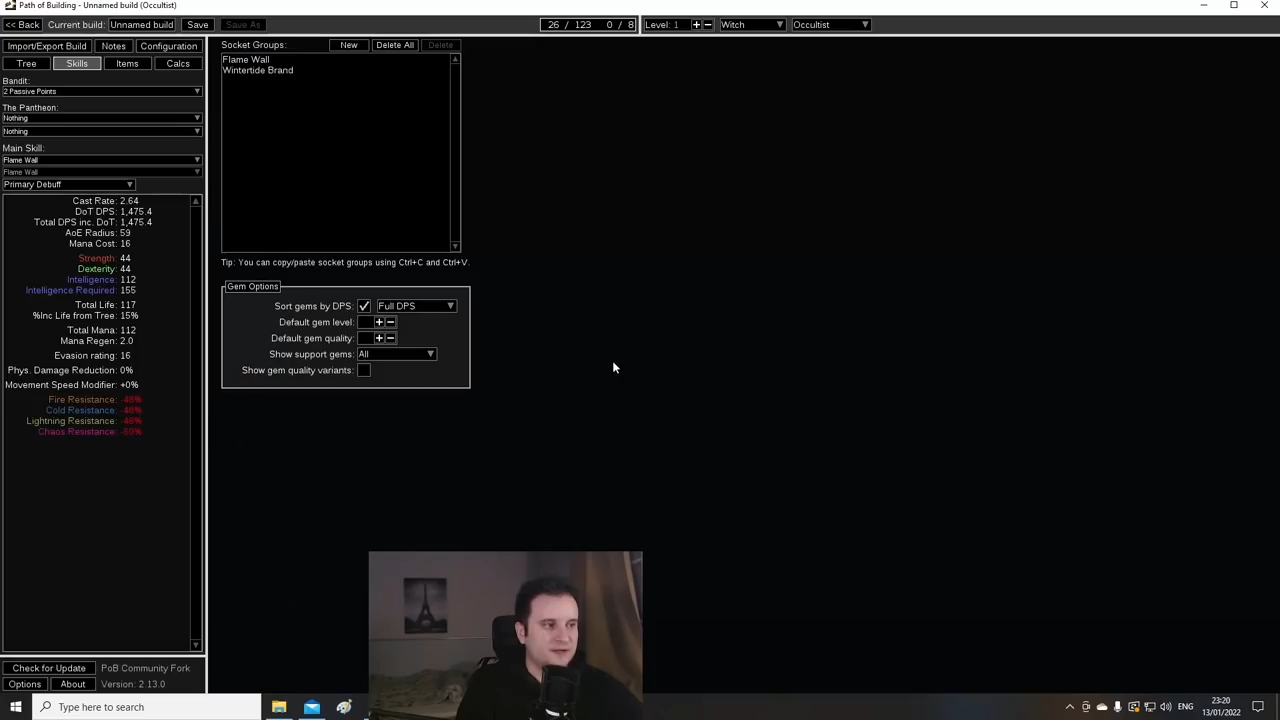 Path of Building - Unnamed build (Occultist)
<< Back Current build: Unnamed build Save Save As 26 / 123 0 / 8 Level: 1 + − Witch Occultist
Import/Export Build Notes Configuration
Tree Skills Items Calcs
Bandit:
2 Passive Points
The Pantheon:
Nothing
Nothing
Main Skill:
Flame Wall
Flame Wall
Primary Debuff
Cast Rate: 2.64
DoT DPS: 1,475.4
Total DPS inc. DoT: 1,475.4
AoE Radius: 59
Mana Cost: 16
Strength: 44
Dexterity: 44
Intelligence: 112
Intelligence Required: 155
Total Life: 117
%Inc Life from Tree: 15%
Total Mana: 112
Mana Regen: 2.0
Evasion rating: 16
Phys. Damage Reduction: 0%
Movement Speed Modifier: +0%
Fire Resistance: -48%
Cold Resistance: -48%
Lightning Resistance: -48%
Chaos Resistance: -60%
Check for Update PoB Community Fork
Options About Version: 2.13.0
Socket Groups: New Delete All Delete
Flame Wall
Wintertide Brand
Tip: You can copy/paste socket groups using Ctrl+C and Ctrl+V.
Gem Options
Sort gems by DPS: Full DPS
Default gem level: + −
Default gem quality: + −
Show support gems: All
Show gem quality variants:
Type here to search
ENG
23:20
13/01/2022